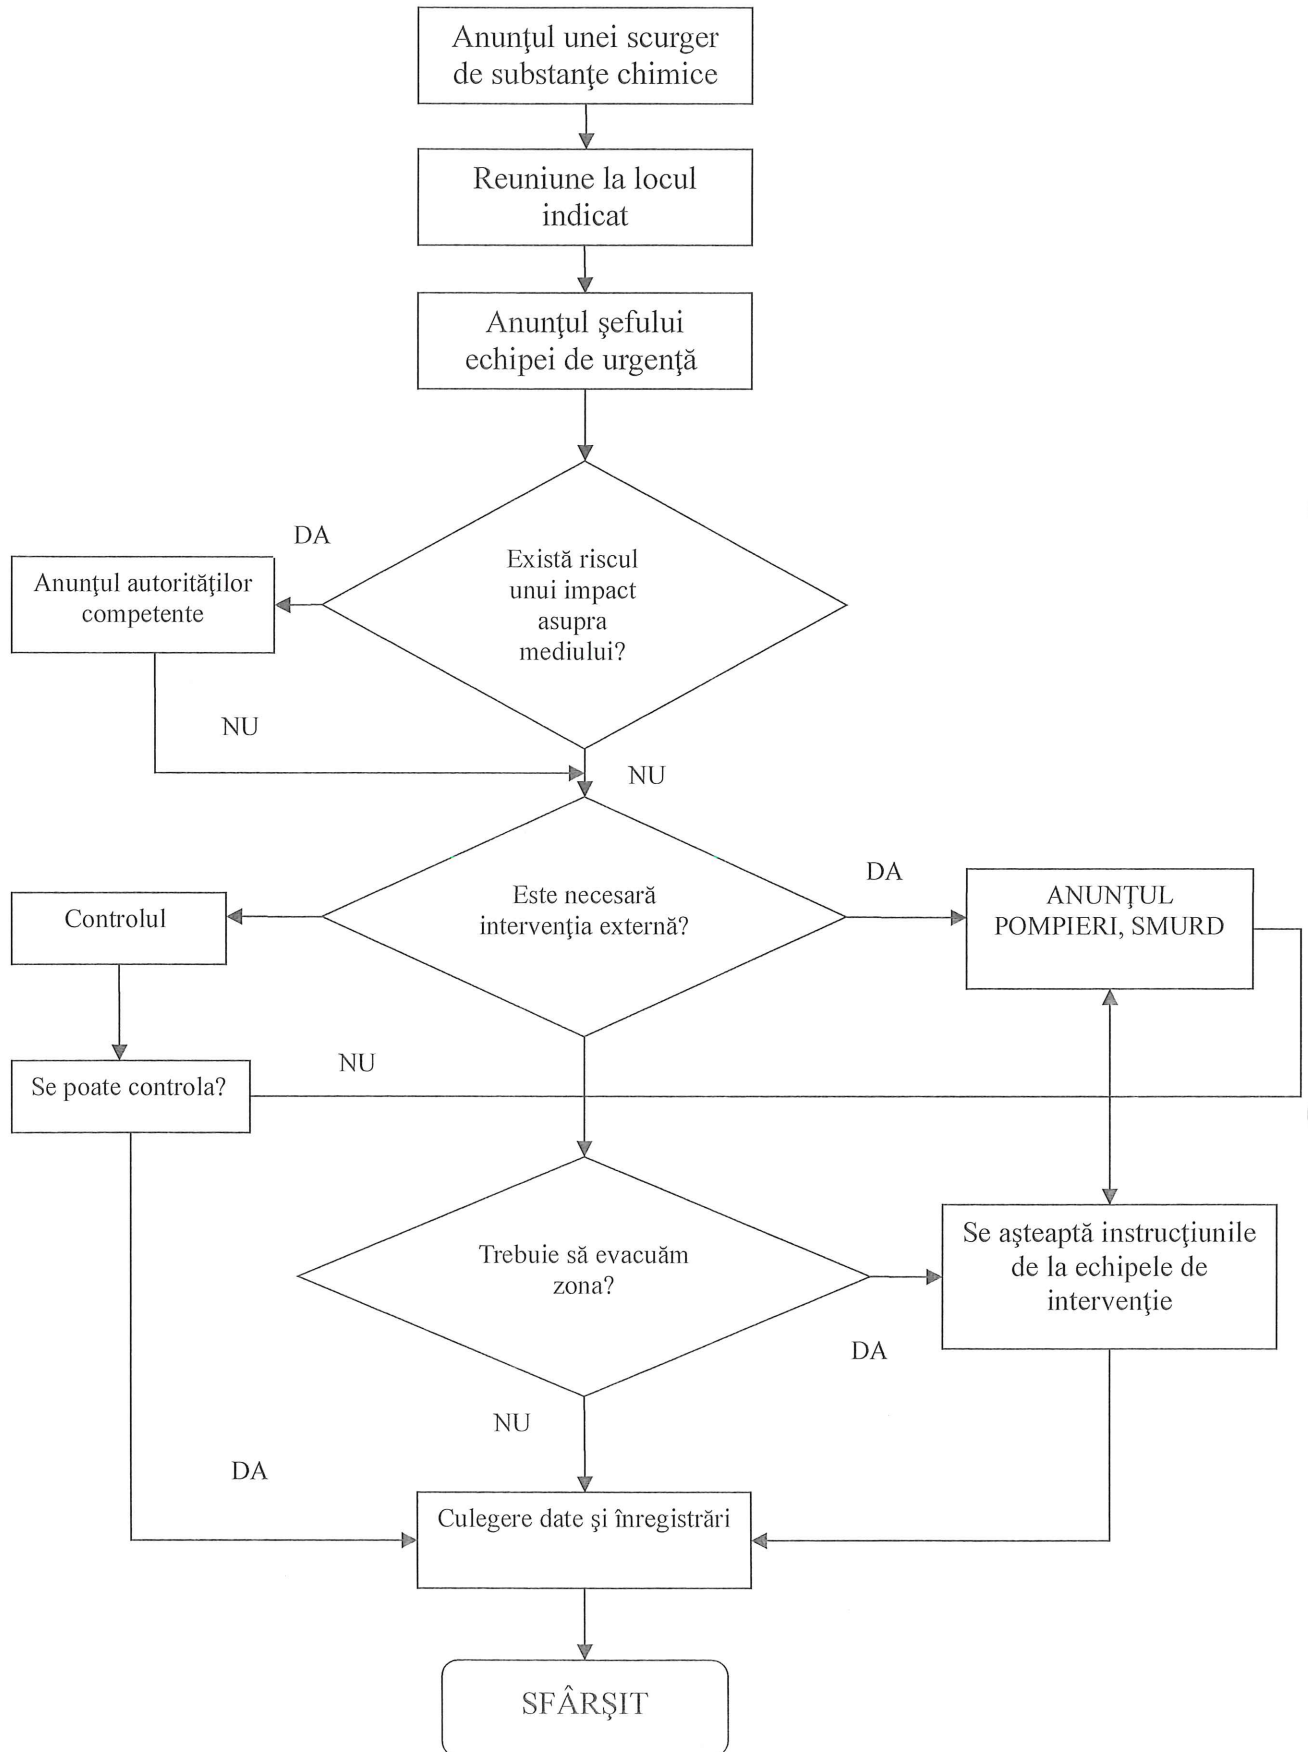 Anunţul unei scurger
de substanţe chimice
Reuniune la locul
indicat
Anunţul şefului
echipei de urgenţă
DA
Există riscul
unui impact
asupra
mediului?
Anunţul autorităţilor
competente
NU
NU
DA
Este necesară
intervenţia externă?
Controlul
ANUNŢUL
POMPIERI, SMURD
NU
Se poate controla?
Trebuie să evacuăm
zona?
Se aşteaptă instrucţiunile
de la echipele de
intervenţie
DA
NU
DA
Culegere date şi înregistrări
SFÂRŞIT